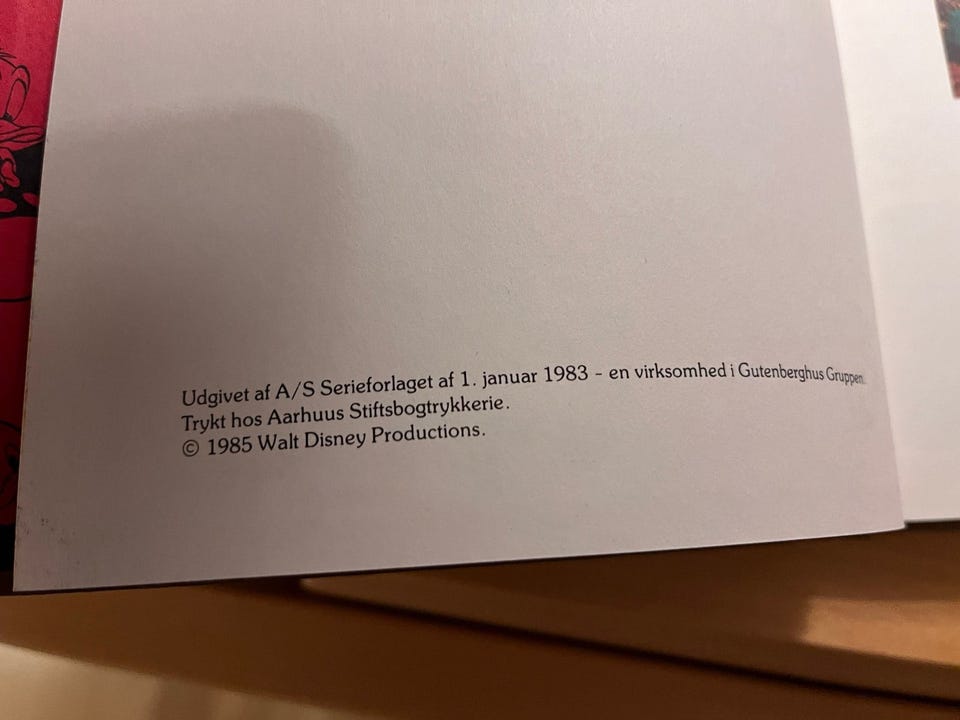 Udgivet af A/S Serieforlaget af 1. januar 1983 - en virksomhed i Gutenberghus Gruppen.
Trykt hos Aarhuus Stiftsbogtrykkerie.
© 1985 Walt Disney Productions.